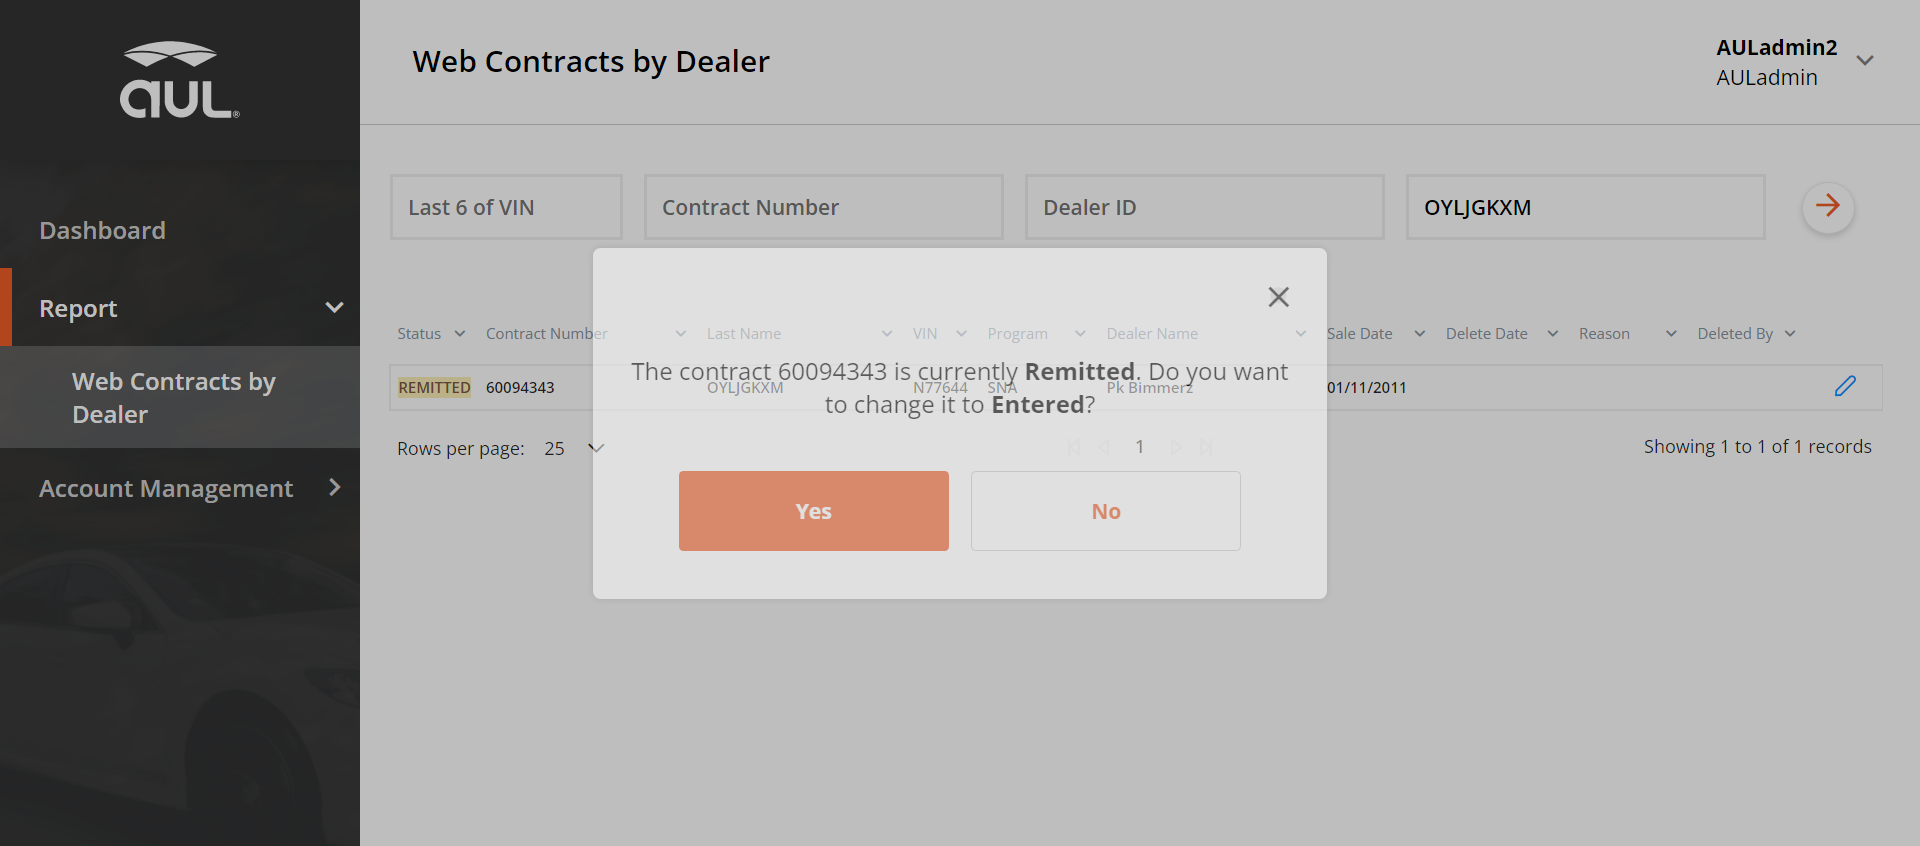 aul®
Web Contracts by Dealer
AULadmin2
AULadmin
Dashboard
Report
Web Contracts by
Dealer
Account Management
Last 6 of VIN
Contract Number
Dealer ID
OYLJGKXM
Status Contract Number Last Name VIN Program Dealer Name Sale Date Delete Date Reason Deleted By
REMITTED 60094343 OYLJGKXM N77644 SNA Pk Bimmerz 01/11/2011
The contract 60094343 is currently Remitted. Do you want
to change it to Entered?
Rows per page: 25
1
Showing 1 to 1 of 1 records
Yes
No